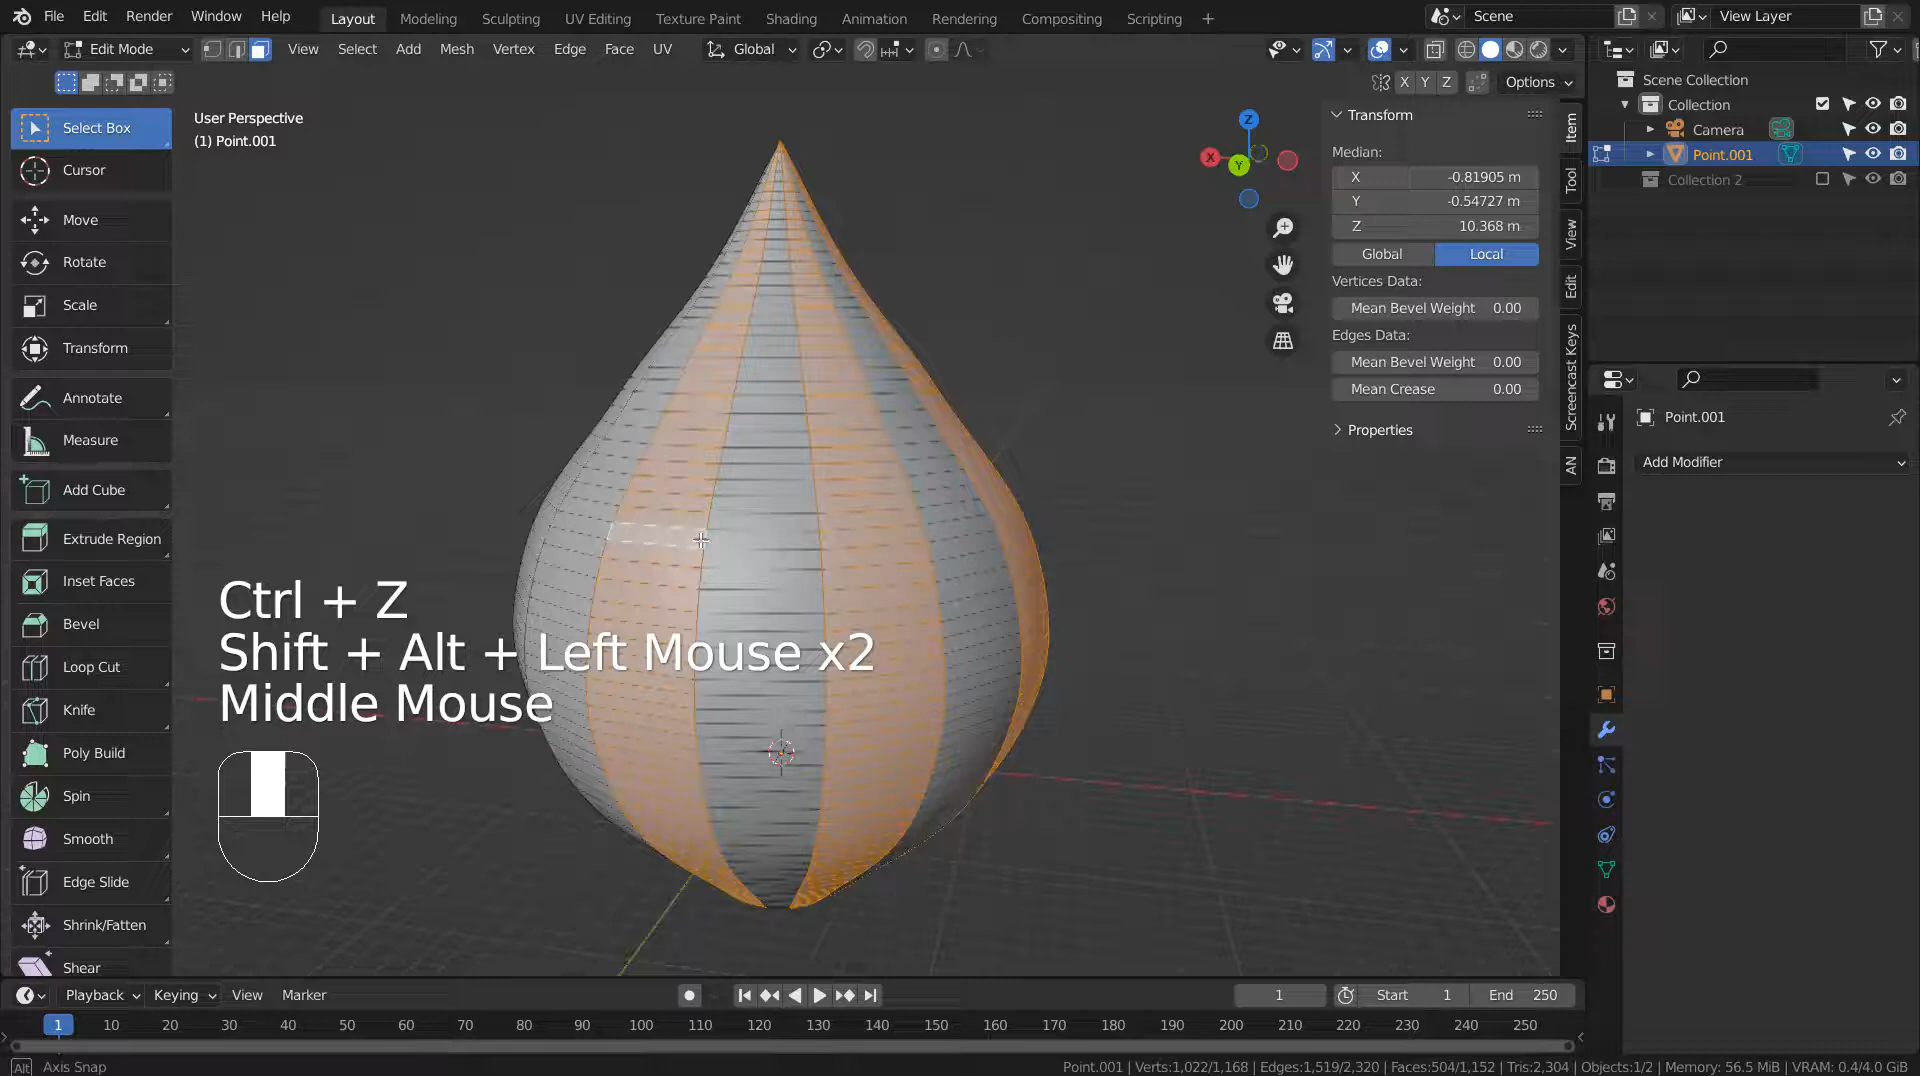 File Edit Render Window Help Layout Modeling Sculpting UV Editing Texture Paint Shading Animation Rendering Compositing Scripting + Scene View Layer
Edit Mode View Select Add Mesh Vertex Edge Face UV Global
X Y Z Options
User Perspective
(1) Point.001
Select Box
Cursor
Move
Rotate
Scale
Transform
Annotate
Measure
Add Cube
Extrude Region
Inset Faces
Bevel
Loop Cut
Knife
Poly Build
Spin
Smooth
Edge Slide
Shrink/Fatten
Shear
Ctrl + Z
Shift + Alt + Left Mouse x2
Middle Mouse
Z
X
Y
Transform
Median:
X -0.81905 m
Y -0.54727 m
Z 10.368 m
Global Local
Vertices Data:
Mean Bevel Weight 0.00
Edges Data:
Mean Bevel Weight 0.00
Mean Crease 0.00
Properties
Item
Tool
View
Edit
Screencast Keys
AN
Scene Collection
Collection
Camera
Point.001
Collection 2
Point.001
Add Modifier
Playback Keying View Marker 1 Start 1 End 250
1 10 20 30 40 50 60 70 80 90 100 110 120 130 140 150 160 170 180 190 200 210 220 230 240 250
Alt Axis Snap
Point.001 | Verts:1,022/1,168 | Edges:1,519/2,320 | Faces:504/1,152 | Tris:2,304 | Objects:1/2 | Memory: 56.5 MiB | VRAM: 0.4/4.0 GiB